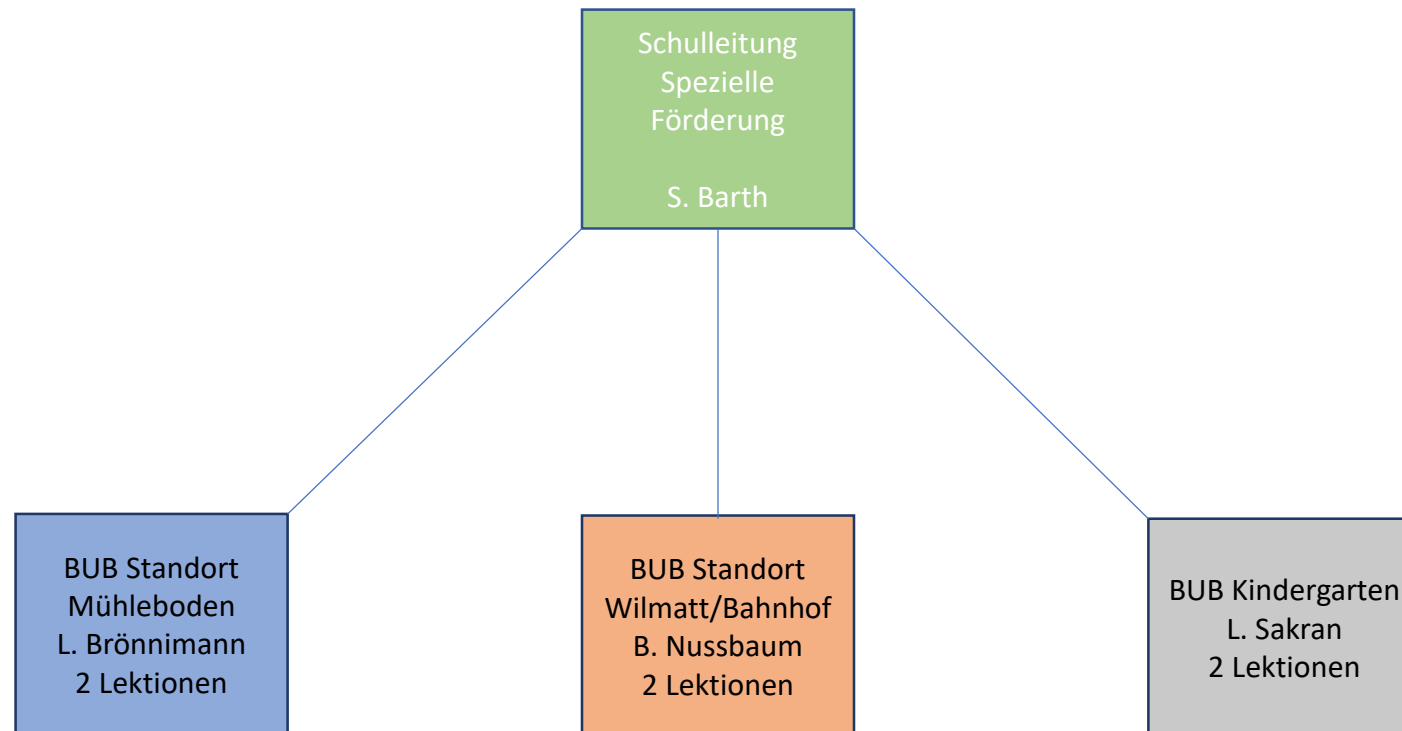 Schulleitung
Spezielle
Förderung
S. Barth
BUB Standort
Mühleboden
L. Brönnimann
2 Lektionen
BUB Standort
Wilmatt/Bahnhof
B. Nussbaum
2 Lektionen
BUB Kindergarten
L. Sakran
2 Lektionen